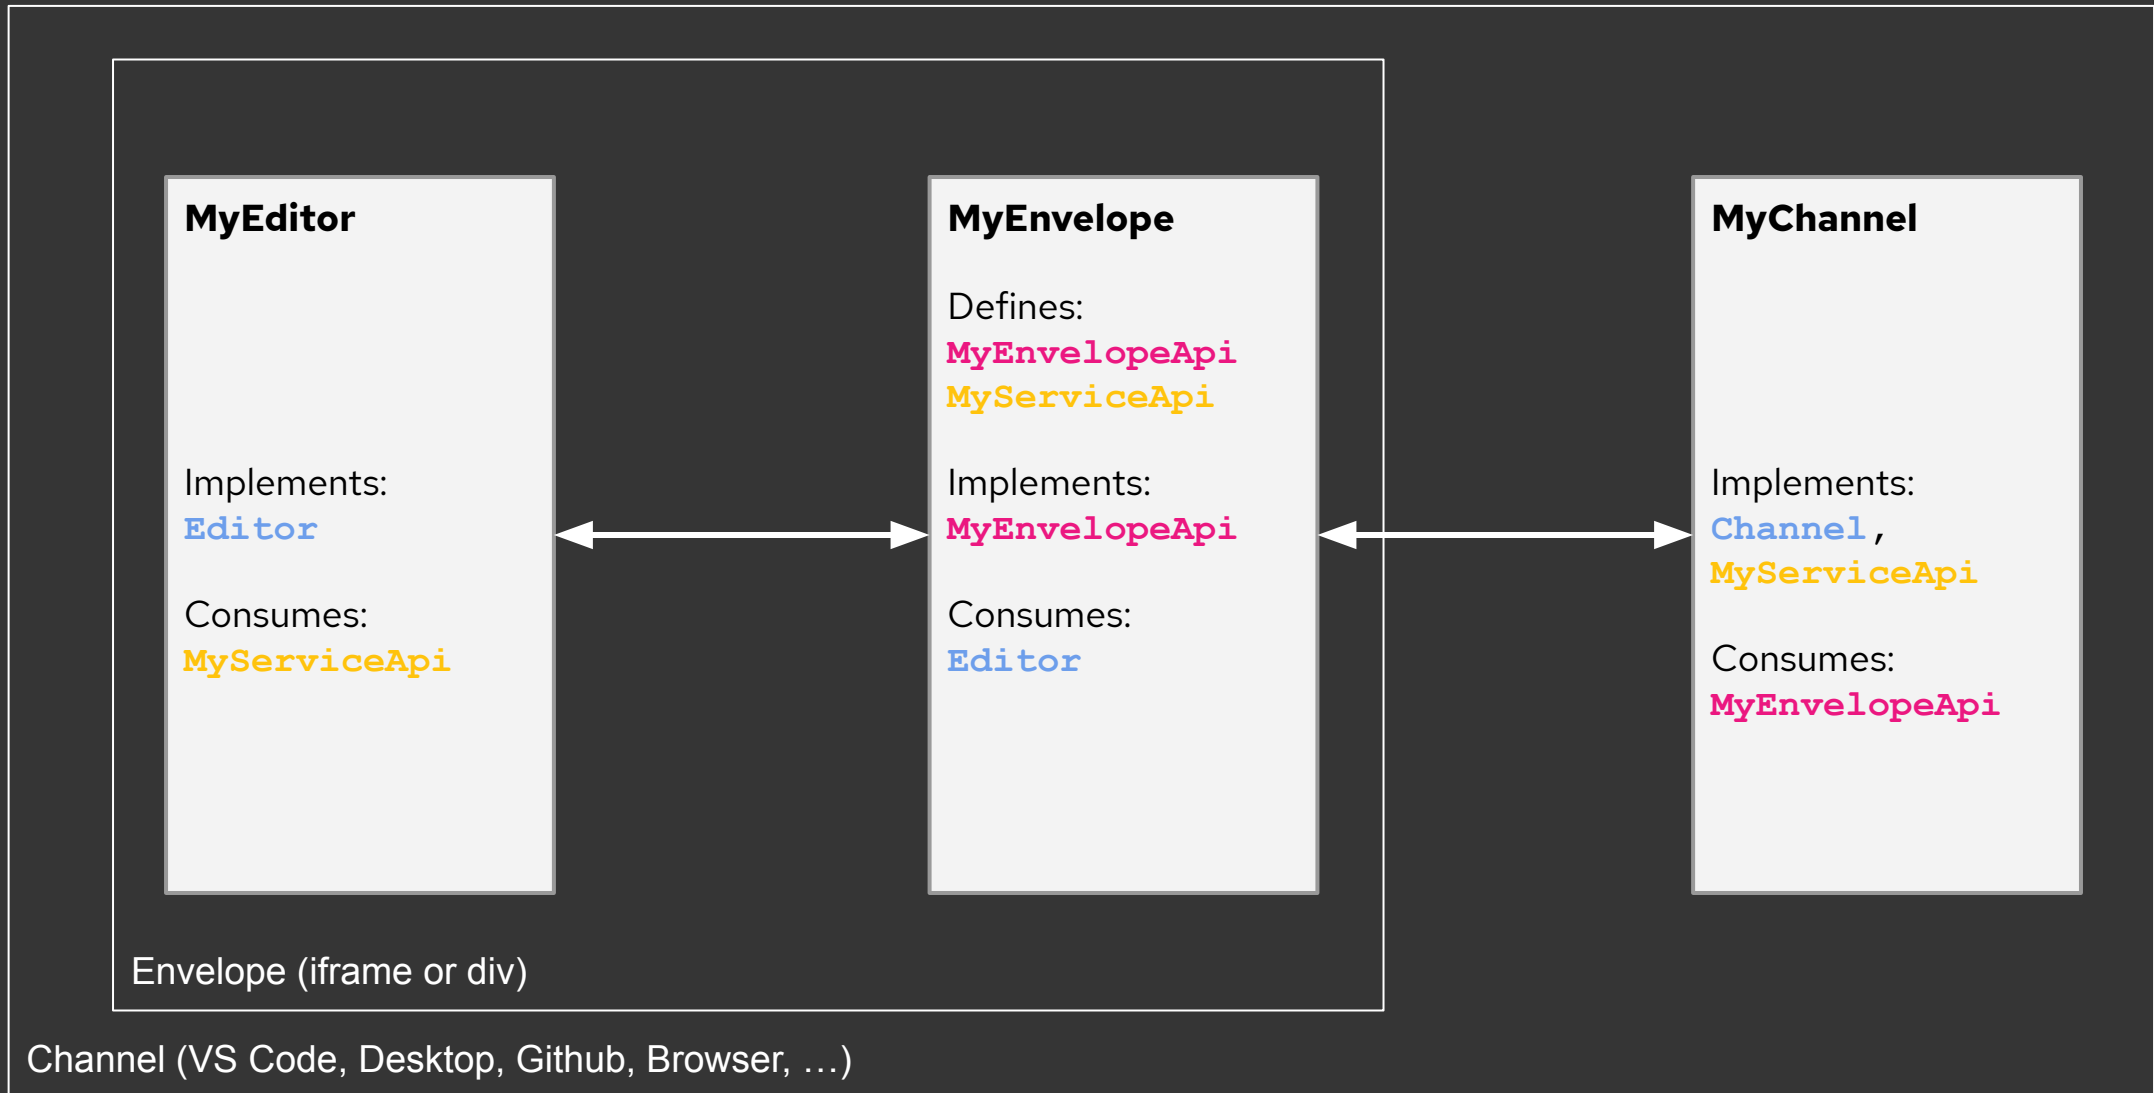 MyEditor
Implements:
Editor
Consumes:
MyServiceApi
MyEnvelope
Defines:
MyEnvelopeApi
MyServiceApi
Implements:
MyEnvelopeApi
Consumes:
Editor
MyChannel
Implements:
Channel,
MyServiceApi
Consumes:
MyEnvelopeApi
Envelope (iframe or div)
Channel (VS Code, Desktop, Github, Browser, …)